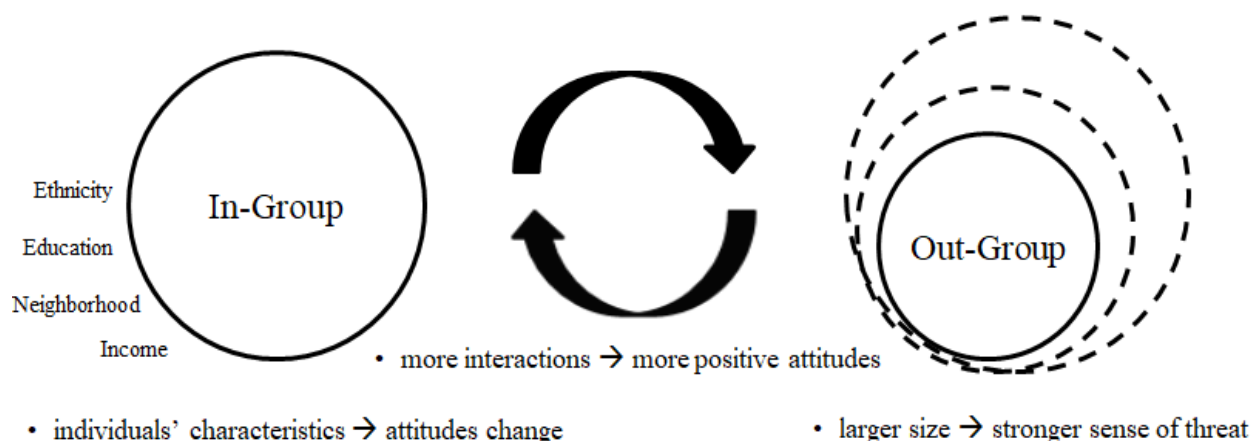 Ethnicity
In-Group
Education
Out-Group
Neighborhood
Income
• more interactions → more positive attitudes
• individuals’ characteristics → attitudes change
• larger size → stronger sense of threat